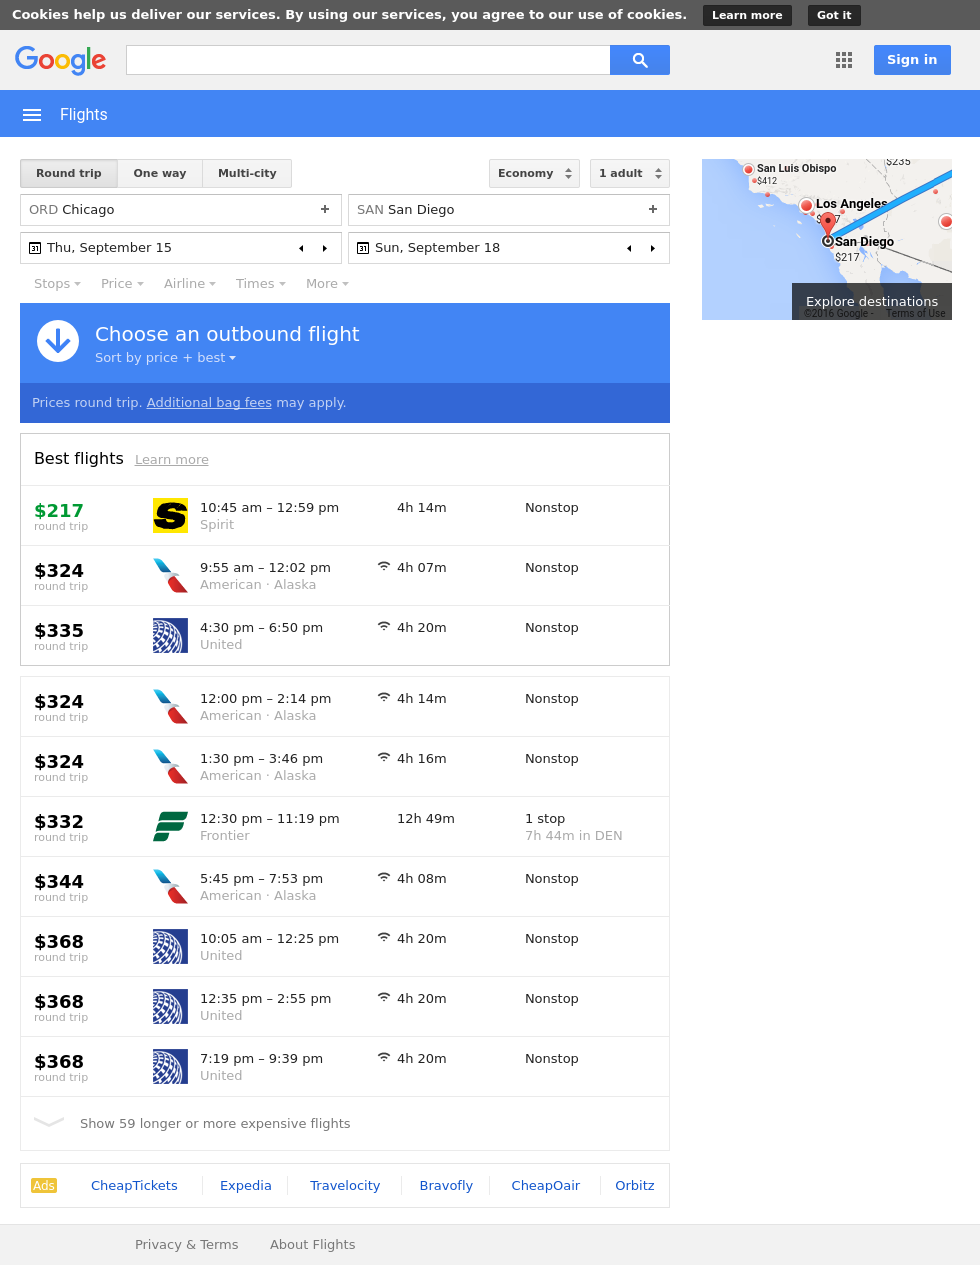 Cookies help us deliver our services. By using our services, you agree to our use of cookies. Learn more Got it
Google Sign in
Flights
Round trip One way Multi-city Economy 1 adult
ORD Chicago + SAN San Diego +
31 Thu, September 15 31 Sun, September 18
Stops Price Airline Times More
Choose an outbound flight
Sort by price + best
Prices round trip. Additional bag fees may apply.
$235
San Luis Obispo
$412
Los Angeles
San Diego
$217
Explore destinations
©2016 Google - Terms of Use
Best flights Learn more
$217 10:45 am – 12:59 pm 4h 14m Nonstop
round trip Spirit
$324 9:55 am – 12:02 pm 4h 07m Nonstop
round trip American · Alaska
$335 4:30 pm – 6:50 pm 4h 20m Nonstop
round trip United
$324 12:00 pm – 2:14 pm 4h 14m Nonstop
round trip American · Alaska
$324 1:30 pm – 3:46 pm 4h 16m Nonstop
round trip American · Alaska
$332 12:30 pm – 11:19 pm 12h 49m 1 stop
round trip Frontier 7h 44m in DEN
$344 5:45 pm – 7:53 pm 4h 08m Nonstop
round trip American · Alaska
$368 10:05 am – 12:25 pm 4h 20m Nonstop
round trip United
$368 12:35 pm – 2:55 pm 4h 20m Nonstop
round trip United
$368 7:19 pm – 9:39 pm 4h 20m Nonstop
round trip United
Show 59 longer or more expensive flights
Ads CheapTickets Expedia Travelocity Bravofly CheapOair Orbitz
Privacy & Terms About Flights